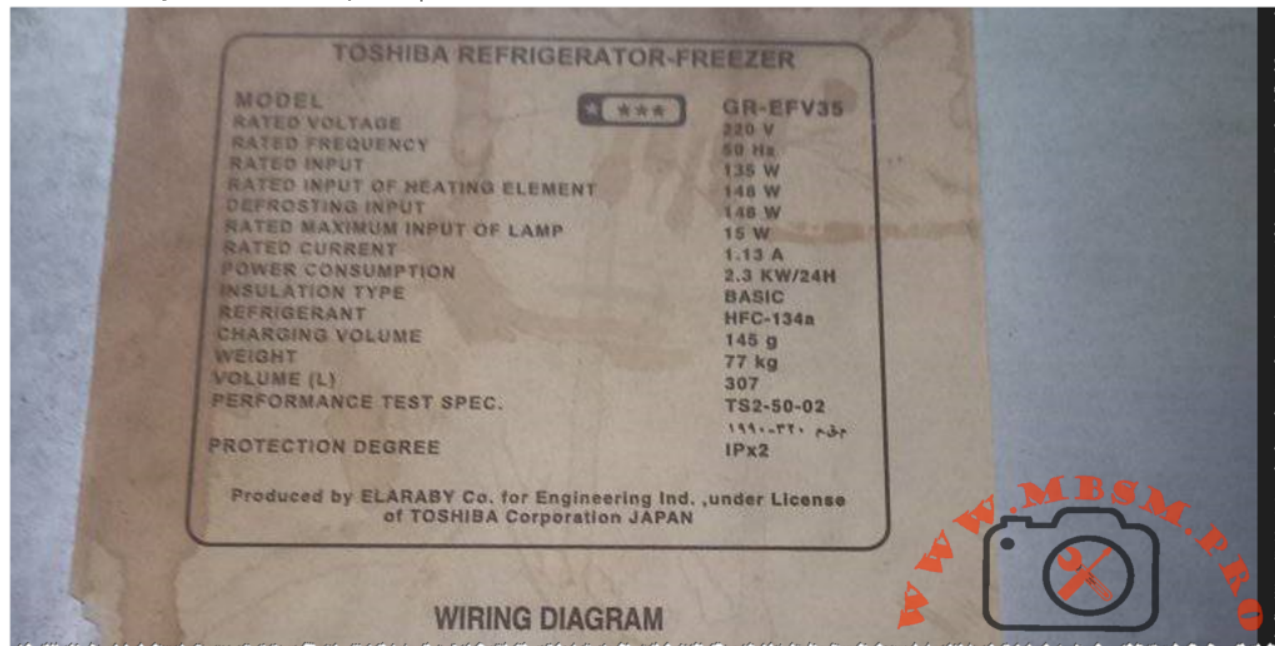 TOSHIBA REFRIGERATOR-FREEZER
MODEL GR-EFV35
RATED VOLTAGE 220 V
RATED FREQUENCY 50 Hz
RATED INPUT 135 W
RATED INPUT OF HEATING ELEMENT 146 W
DEFROSTING INPUT 146 W
RATED MAXIMUM INPUT OF LAMP 15 W
RATED CURRENT 1.13 A
POWER CONSUMPTION 2.3 KW/24H
INSULATION TYPE BASIC
REFRIGERANT HFC-134a
CHARGING VOLUME 145 g
WEIGHT 77 kg
VOLUME (L) 307
PERFORMANCE TEST SPEC. TS2-50-02
م.ق.م ٣٢٠-١٩٩٠
PROTECTION DEGREE IPx2
Produced by ELARABY Co. for Engineering Ind. ,under License
of TOSHIBA Corporation JAPAN
WIRING DIAGRAM
WWW.MBSM.PRO